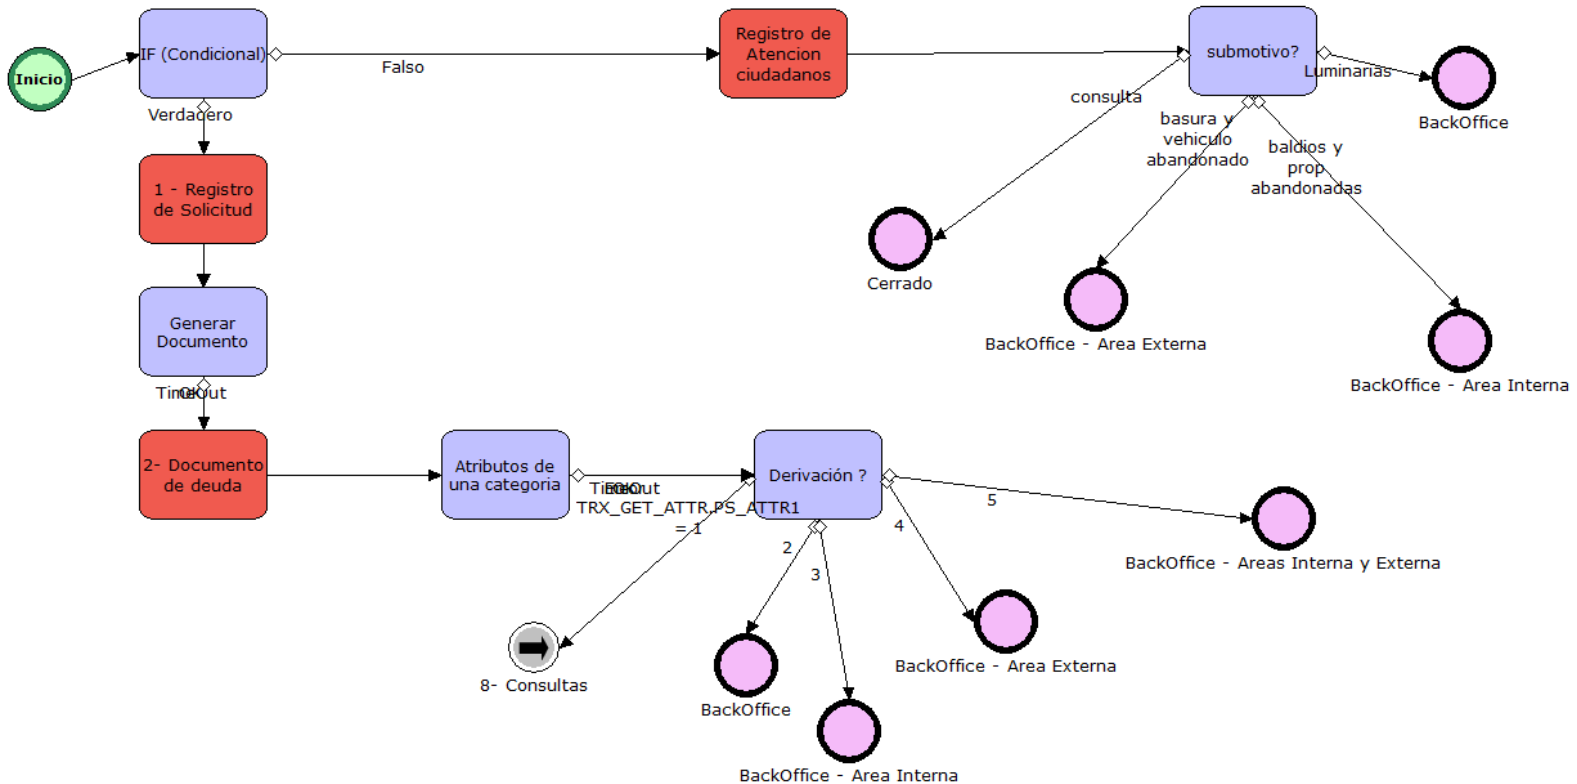 Inicio
IF (Condicional)
Falso
Verdadero
Registro de
Atencion
ciudadanos
submotivo?
Luminarias
BackOffice
consulta
basura y
vehiculo
abandonado
baldios y
prop
abandonadas
Cerrado
BackOffice - Area Externa
BackOffice - Area Interna
1 - Registro
de Solicitud
Generar
Documento
Timeout
OK
2- Documento
de deuda
Atributos de
una categoria
Timeout
TRX_GET_ATTR.PS_ATTR1
= 1
Derivación ?
2
3
4
5
8- Consultas
BackOffice
BackOffice - Area Interna
BackOffice - Area Externa
BackOffice - Areas Interna y Externa